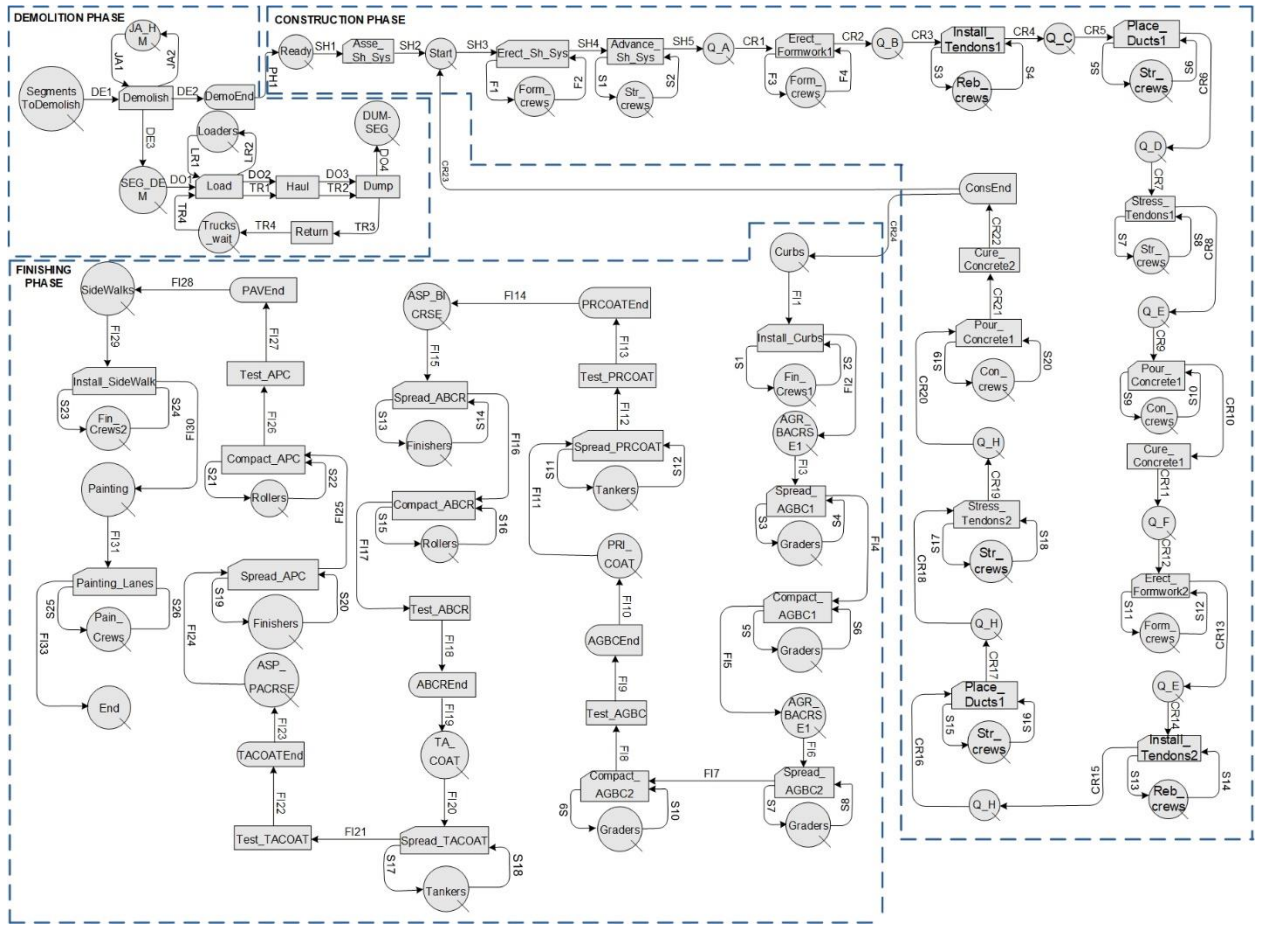 DEMOLITION PHASE
JA_H
M
JA1
JA2
Segments
ToDemolish
DE1
Demolish
DE2
DemoEnd
PH1
DE3
Loaders
LR1
LR2
DUM-
SEG
DO4
SEG_DE
M
DO1
Load
DO2
TR1
Haul
DO3
TR2
Dump
TR4
Trucks
_wait
TR4
Return
TR3
CONSTRUCTION PHASE
Ready
SH1
Asse_
Sh_Sys
SH2
Start
SH3
Erect_Sh_Sys
F1
F2
Form_
crews
SH4
Advance_
Sh_Sys
S1
S2
Str_
crews
SH5
Q_A
CR1
Erect_
Formwork1
F3
F4
Form_
crews
CR2
Q_B
CR3
Install_
Tendons1
S3
S4
Reb_
crews
CR4
Q_C
CR5
Place_
Ducts1
S5
S6
Str_
crews
CR6
Q_D
CR7
Stress_
Tendons1
S7
S8
Str_
crews
CR8
Q_E
CR9
Pour_
Concrete1
S9
S10
Con_
crews
CR10
Cure_
Concrete1
CR11
Q_F
CR12
Erect_
Formwork2
S11
S12
Form_
crews
CR13
Q_E
CR14
Install_
Tendons2
S13
S14
Reb_
crews
CR15
Q_H
CR16
Place_
Ducts1
S15
S16
Str_
crews
CR17
Q_H
CR18
Stress_
Tendons2
S17
S18
Str_
crews
CR19
Q_H
CR20
Pour_
Concrete1
S19
S20
Con_
crews
CR21
Cure_
Concrete2
CR22
ConsEnd
CR23
CR24
FINISHING
PHASE
Curbs
FI1
Install_Curbs
S1
S2
Fin_
Crews1
FI2
AGR_
BACRS
E1
FI3
Spread_
AGBC1
S3
S4
Graders
FI4
Compact_
AGBC1
S5
S6
Graders
FI5
AGR_
BACRS
E1
FI6
Spread_
AGBC2
S7
S8
Graders
FI7
Compact_
AGBC2
S9
S10
Graders
FI8
Test_AGBC
FI9
AGBCEnd
FI10
PRI_
COAT
FI11
Spread_PRCOAT
S11
S12
Tankers
FI12
Test_PRCOAT
FI13
PRCOATEnd
FI14
ASP_BI
CRSE
FI15
Spread_ABCR
S13
S14
Finishers
FI16
Compact_ABCR
S15
S16
Rollers
FI17
Test_ABCR
FI18
ABCREnd
FI19
TA_
COAT
FI20
Spread_TACOAT
S17
S18
Tankers
FI21
Test_TACOAT
FI22
TACOATEnd
FI23
ASP_
PACRSE
FI24
Spread_APC
S19
S20
Finishers
FI25
Compact_APC
S21
S22
Rollers
FI26
Test_APC
FI27
PAVEnd
FI28
SideWalks
FI29
Install_SideWalk
S23
S24
Fin_
Crews2
FI30
Painting
FI31
Painting_Lanes
S25
S26
Pain_
Crews
FI33
End